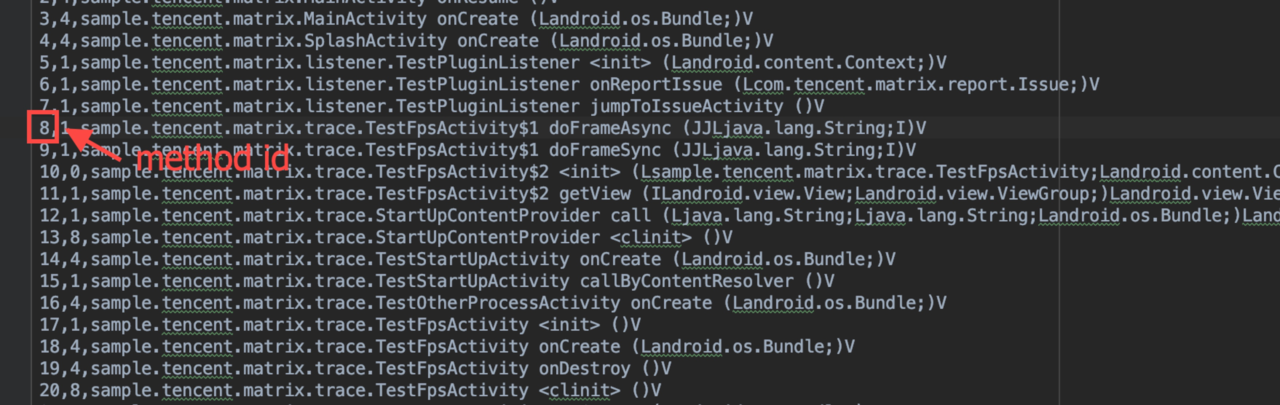 3,4,sample.tencent.matrix.MainActivity onCreate (Landroid.os.Bundle;)V
4,4,sample.tencent.matrix.SplashActivity onCreate (Landroid.os.Bundle;)V
5,1,sample.tencent.matrix.listener.TestPluginListener <init> (Landroid.content.Context;)V
6,1,sample.tencent.matrix.listener.TestPluginListener onReportIssue (Lcom.tencent.matrix.report.Issue;)V
7,1,sample.tencent.matrix.listener.TestPluginListener jumpToIssueActivity ()V
8,1,sample.tencent.matrix.trace.TestFpsActivity$1 doFrameAsync (JJLjava.lang.String;I)V
9,1,sample.tencent.matrix.trace.TestFpsActivity$1 doFrameSync (JJLjava.lang.String;I)V
method id
10,0,sample.tencent.matrix.trace.TestFpsActivity$2 <init> (Lsample.tencent.matrix.trace.TestFpsActivity;Landroid.content.C
11,1,sample.tencent.matrix.trace.TestFpsActivity$2 getView (ILandroid.view.View;Landroid.view.ViewGroup;)Landroid.view.Vie
12,1,sample.tencent.matrix.trace.StartUpContentProvider call (Ljava.lang.String;Ljava.lang.String;Landroid.os.Bundle;)Land
13,8,sample.tencent.matrix.trace.StartUpContentProvider <clinit> ()V
14,4,sample.tencent.matrix.trace.TestStartUpActivity onCreate (Landroid.os.Bundle;)V
15,1,sample.tencent.matrix.trace.TestStartUpActivity callByContentResolver ()V
16,4,sample.tencent.matrix.trace.TestOtherProcessActivity onCreate (Landroid.os.Bundle;)V
17,1,sample.tencent.matrix.trace.TestFpsActivity <init> ()V
18,4,sample.tencent.matrix.trace.TestFpsActivity onCreate (Landroid.os.Bundle;)V
19,4,sample.tencent.matrix.trace.TestFpsActivity onDestroy ()V
20,8,sample.tencent.matrix.trace.TestFpsActivity <clinit> ()V